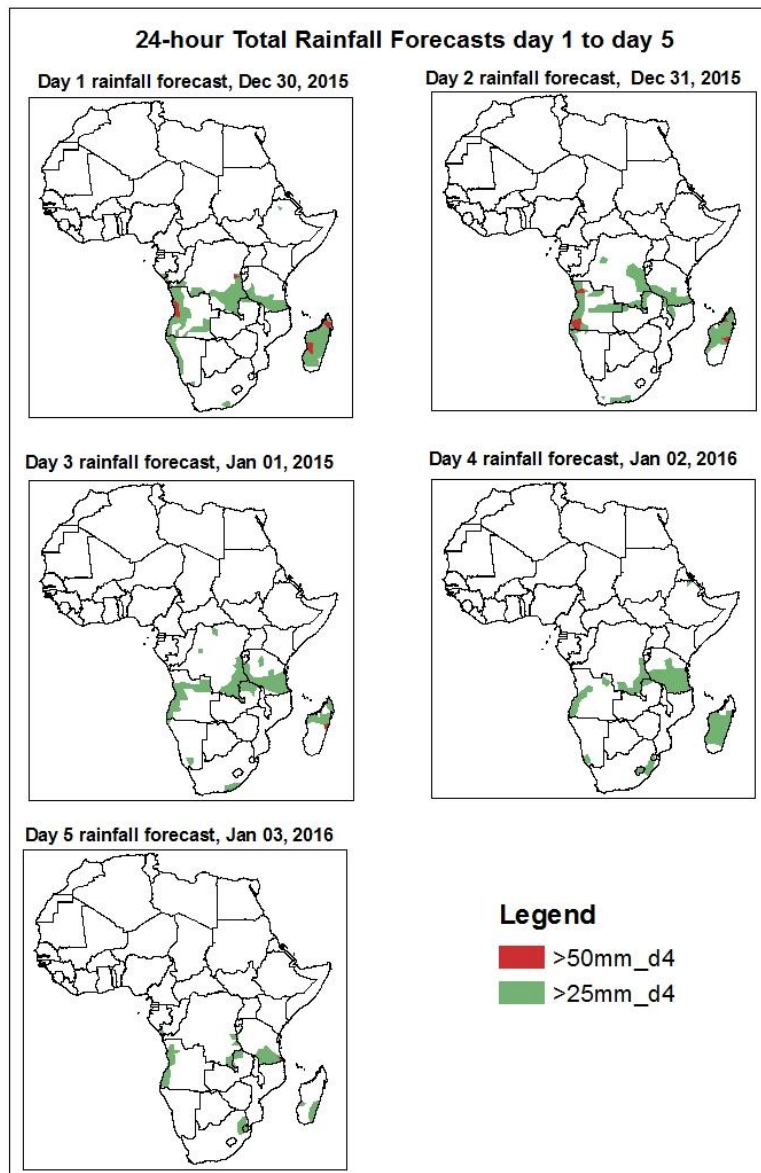 24-hour Total Rainfall Forecasts day 1 to day 5
Day 1 rainfall forecast, Dec 30, 2015
Day 2 rainfall forecast, Dec 31, 2015
Day 3 rainfall forecast, Jan 01, 2015
Day 4 rainfall forecast, Jan 02, 2016
Day 5 rainfall forecast, Jan 03, 2016
Legend
>50mm_d4
>25mm_d4